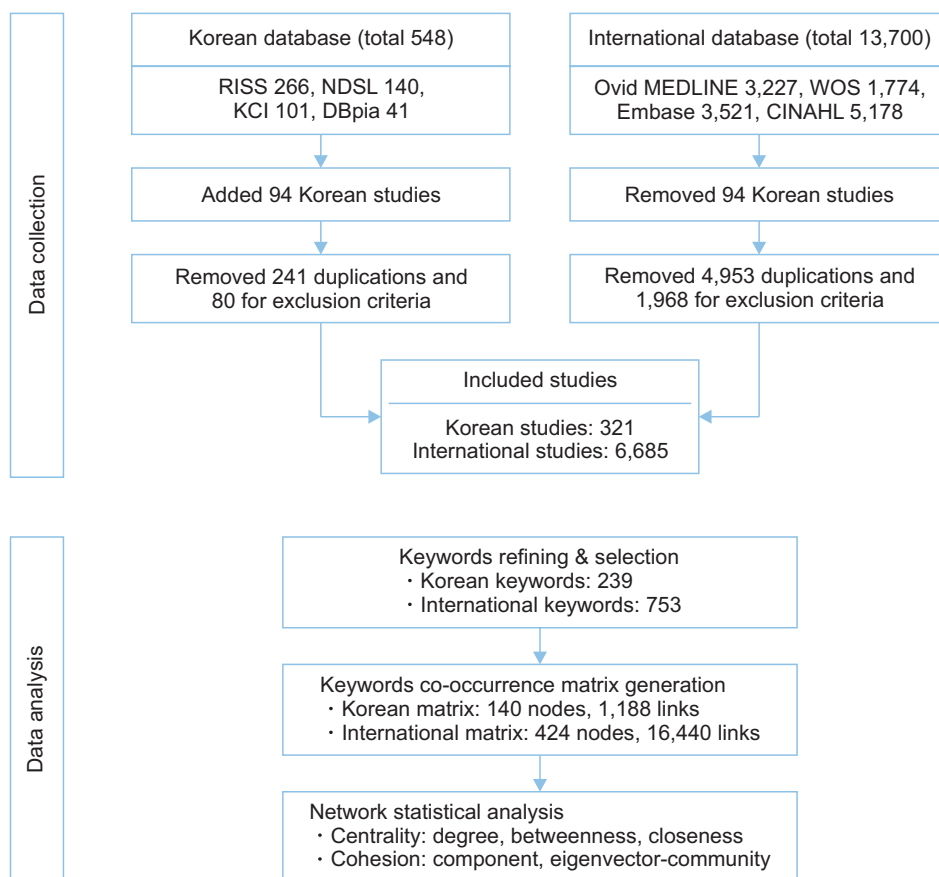 Data collection
Korean database (total 548)
RISS 266, NDSL 140,
KCI 101, DBpia 41
Added 94 Korean studies
Removed 241 duplications and
80 for exclusion criteria
International database (total 13,700)
Ovid MEDLINE 3,227, WOS 1,774,
Embase 3,521, CINAHL 5,178
Removed 94 Korean studies
Removed 4,953 duplications and
1,968 for exclusion criteria
Included studies
Korean studies: 321
International studies: 6,685
Data analysis
Keywords refining & selection
· Korean keywords: 239
· International keywords: 753
Keywords co-occurrence matrix generation
· Korean matrix: 140 nodes, 1,188 links
· International matrix: 424 nodes, 16,440 links
Network statistical analysis
· Centrality: degree, betweenness, closeness
· Cohesion: component, eigenvector-community